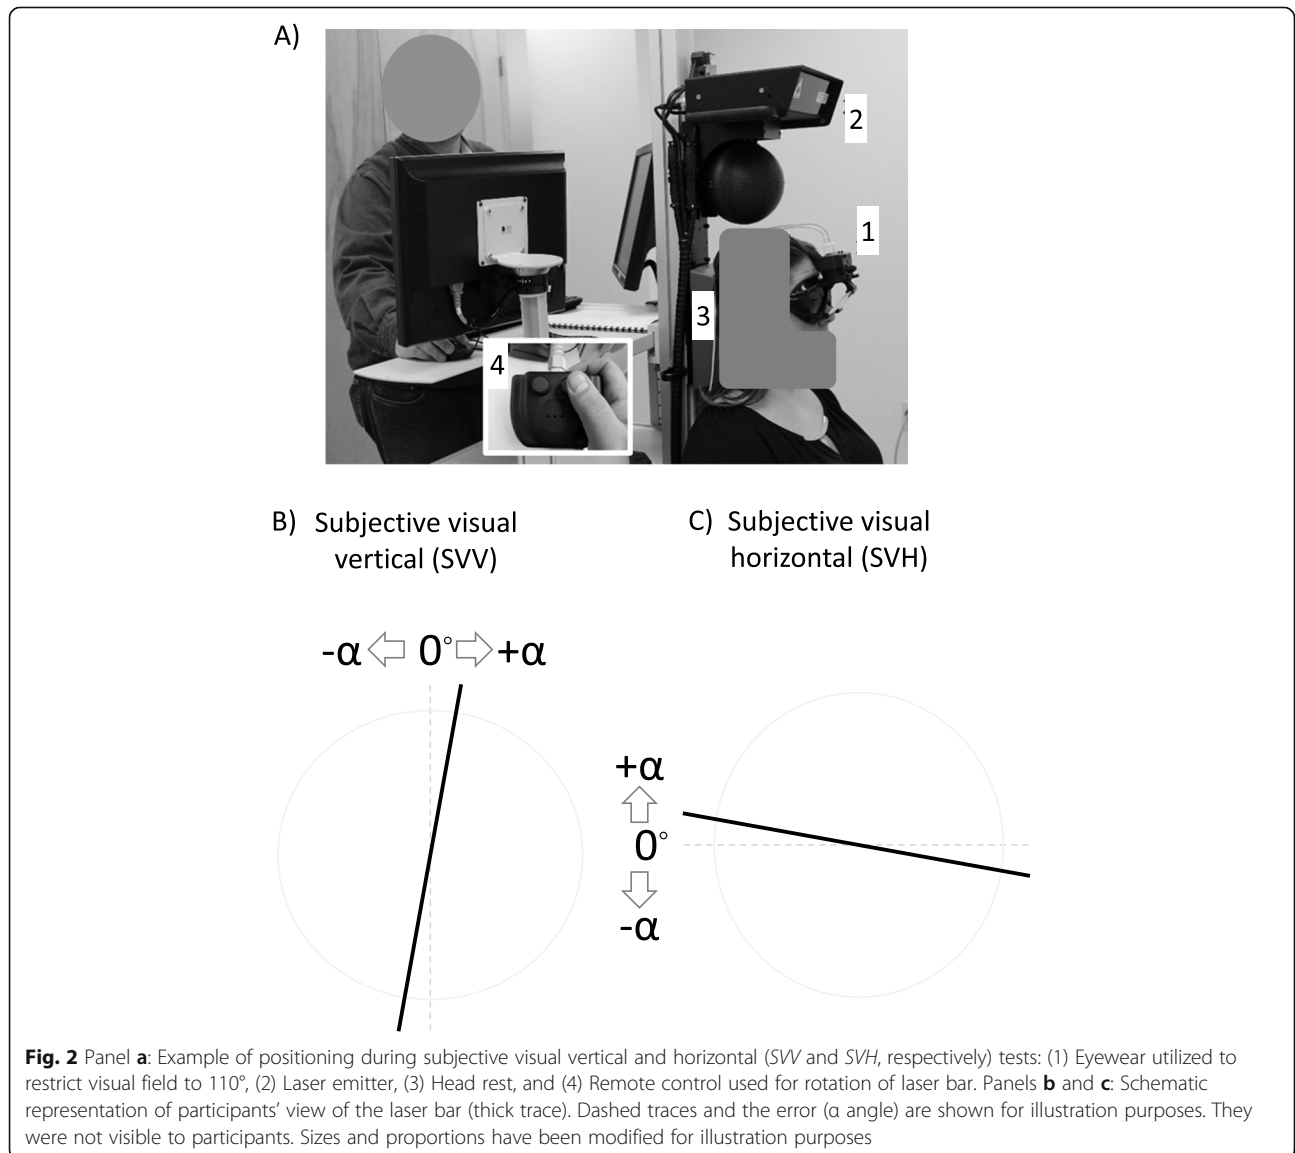 A)
2
1
3
4
B) Subjective visual
vertical (SVV)
C) Subjective visual
horizontal (SVH)
-α 0° +α
+α
0°
-α
Fig. 2 Panel a: Example of positioning during subjective visual vertical and horizontal (SVV and SVH, respectively) tests: (1) Eyewear utilized to
restrict visual field to 110°, (2) Laser emitter, (3) Head rest, and (4) Remote control used for rotation of laser bar. Panels b and c: Schematic
representation of participants' view of the laser bar (thick trace). Dashed traces and the error (α angle) are shown for illustration purposes. They
were not visible to participants. Sizes and proportions have been modified for illustration purposes